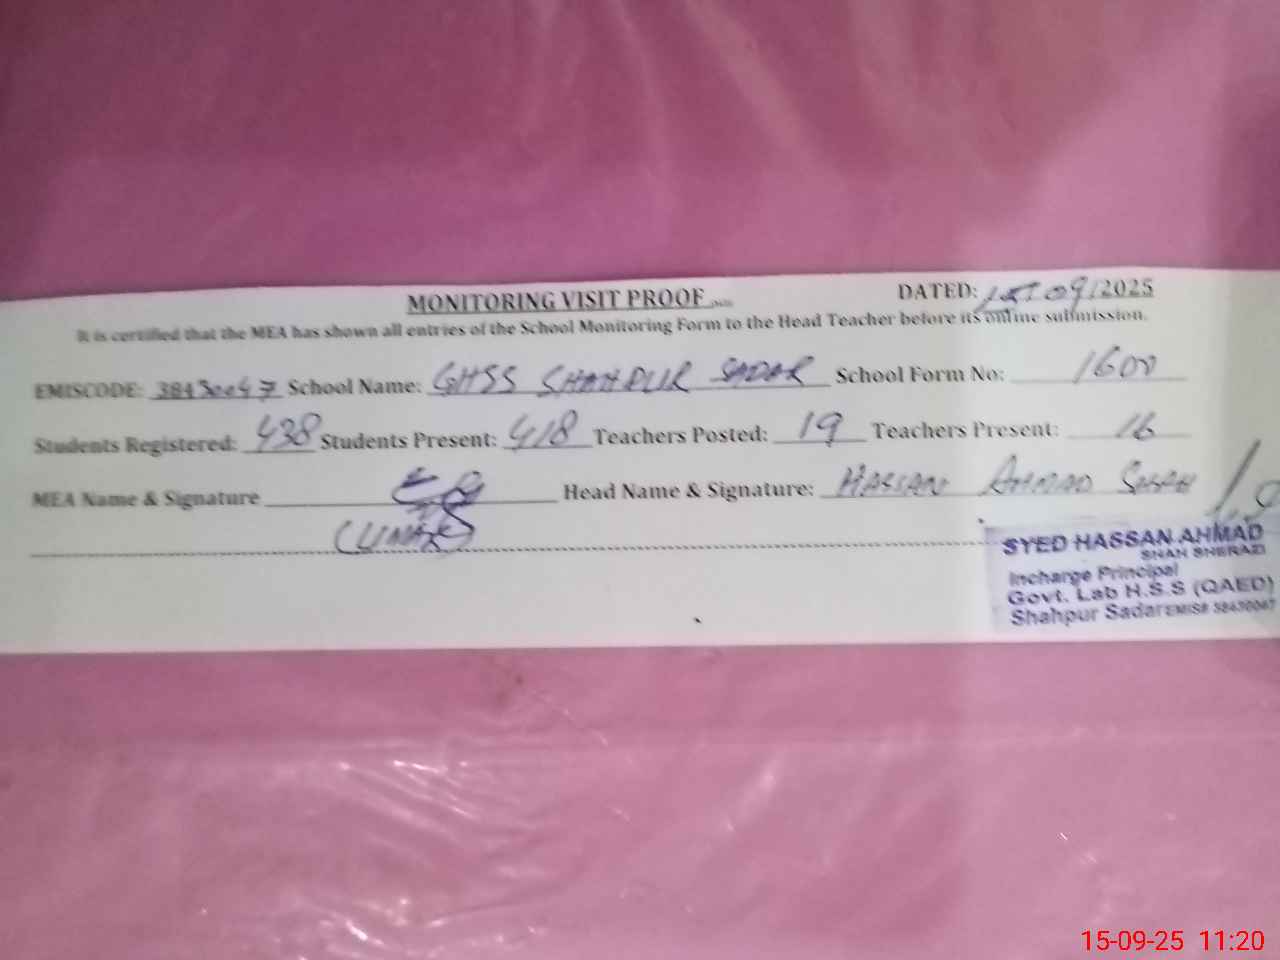 MONITORING VISIT PROOF
DATED: 15/09/2025
It is certified that the MEA has shown all entries of the School Monitoring Form to the Head Teacher before its online submission.
EMISCODE: 38430047 School Name: GHSS SHAHPUR SADAR School Form No: 1600
Students Registered: 438 Students Present: 418 Teachers Posted: 19 Teachers Present: 16
MEA Name & Signature Head Name & Signature: HASSAN AHMAD SHAH
(UMAR)
SYED HASSAN AHMAD
SHAH SHERAZI
Incharge Principal
Govt. Lab H.S.S (QAED)
Shahpur Sadar EMIS# 38430047
15-09-25 11:20